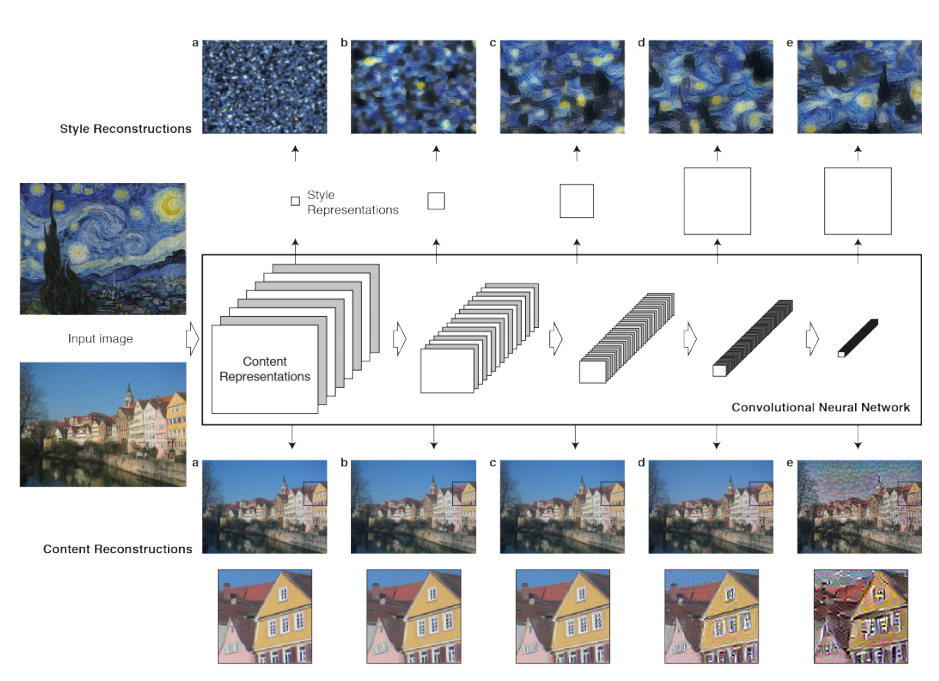 a b c d e
Style Reconstructions
Style
Representations
Input image
Content
Representations
Convolutional Neural Network
a b c d e
Content Reconstructions